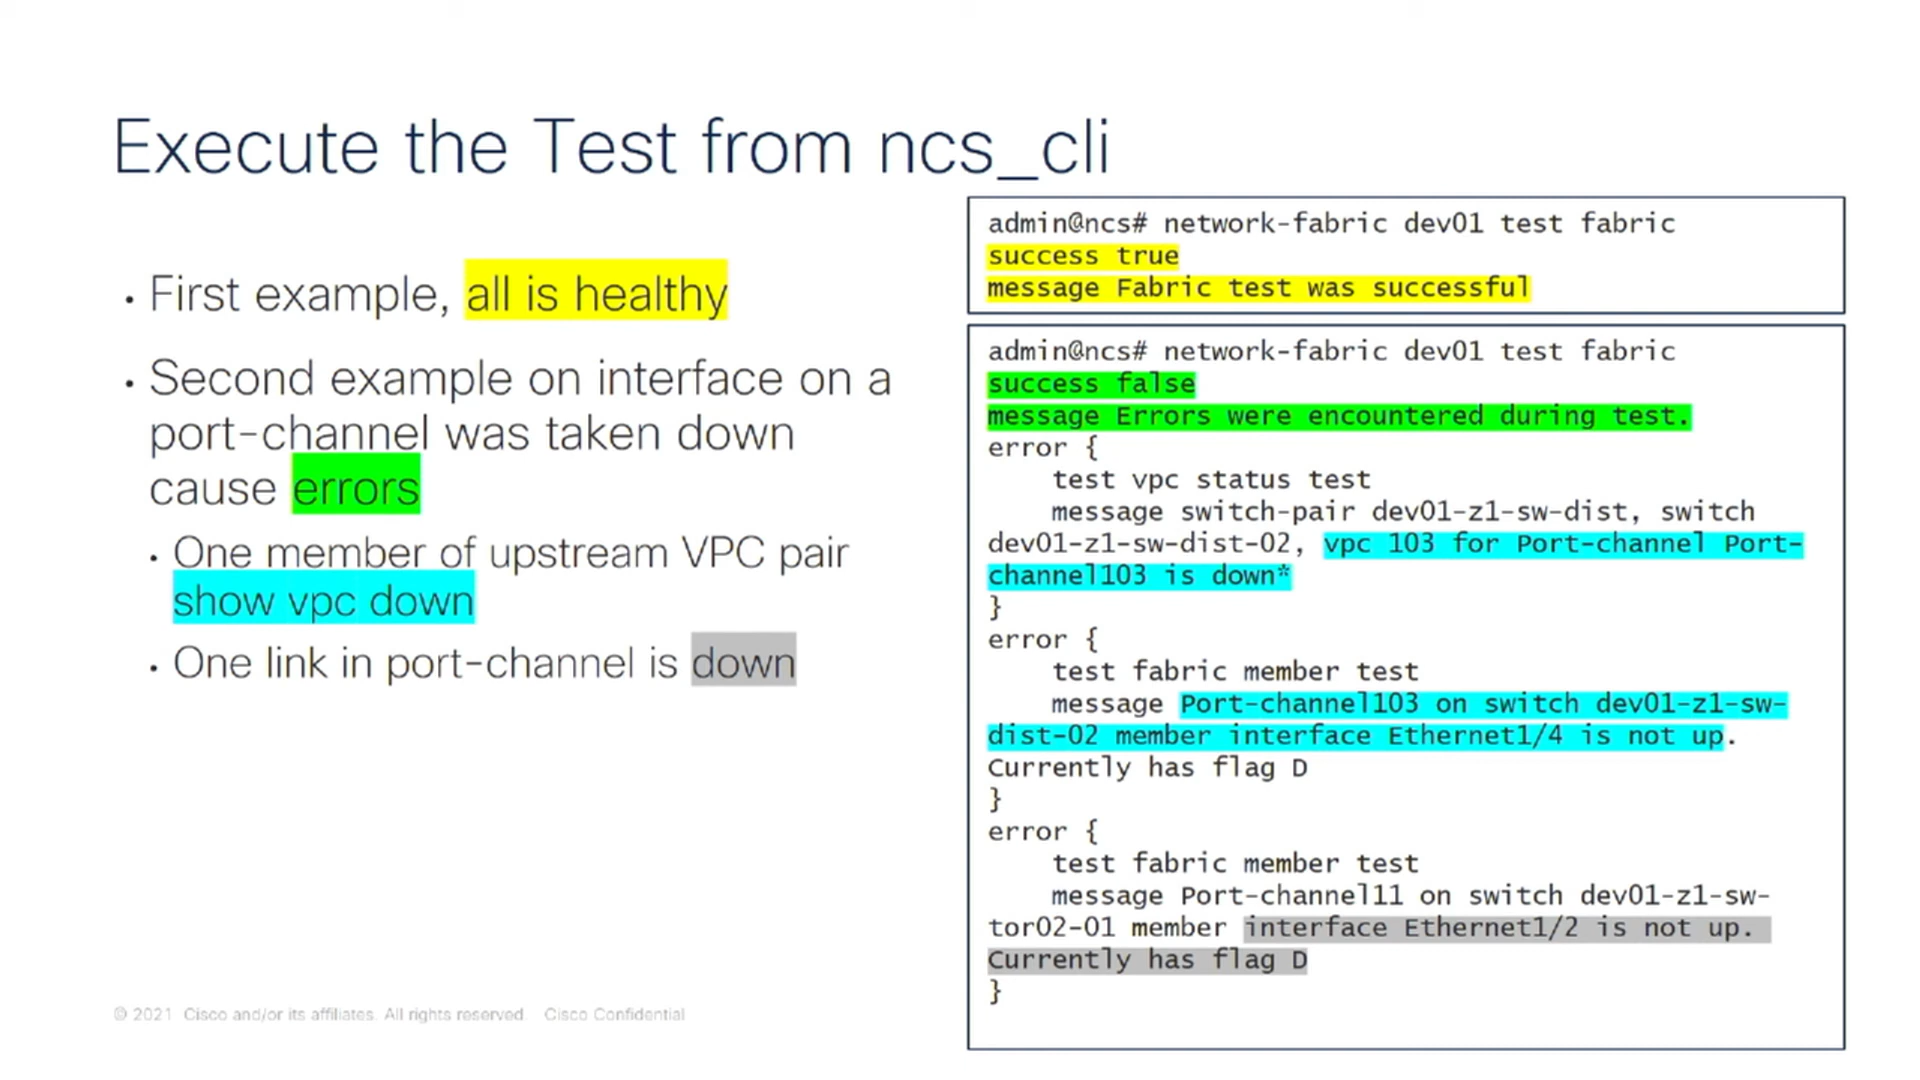 Execute the Test from ncs_cli
• First example, all is healthy
• Second example on interface on a
port-channel was taken down
cause errors
• One member of upstream VPC pair
show vpc down
• One link in port-channel is down
admin@ncs# network-fabric dev01 test fabric
success true
message Fabric test was successful
admin@ncs# network-fabric dev01 test fabric
success false
message Errors were encountered during test.
error {
test vpc status test
message switch-pair dev01-z1-sw-dist, switch
dev01-z1-sw-dist-02, vpc 103 for Port-channel Port-
channel103 is down*
}
error {
test fabric member test
message Port-channel103 on switch dev01-z1-sw-
dist-02 member interface Ethernet1/4 is not up.
Currently has flag D
}
error {
test fabric member test
message Port-channel11 on switch dev01-z1-sw-
tor02-01 member interface Ethernet1/2 is not up.
Currently has flag D
}
© 2021 Cisco and/or its affiliates. All rights reserved. Cisco Confidential